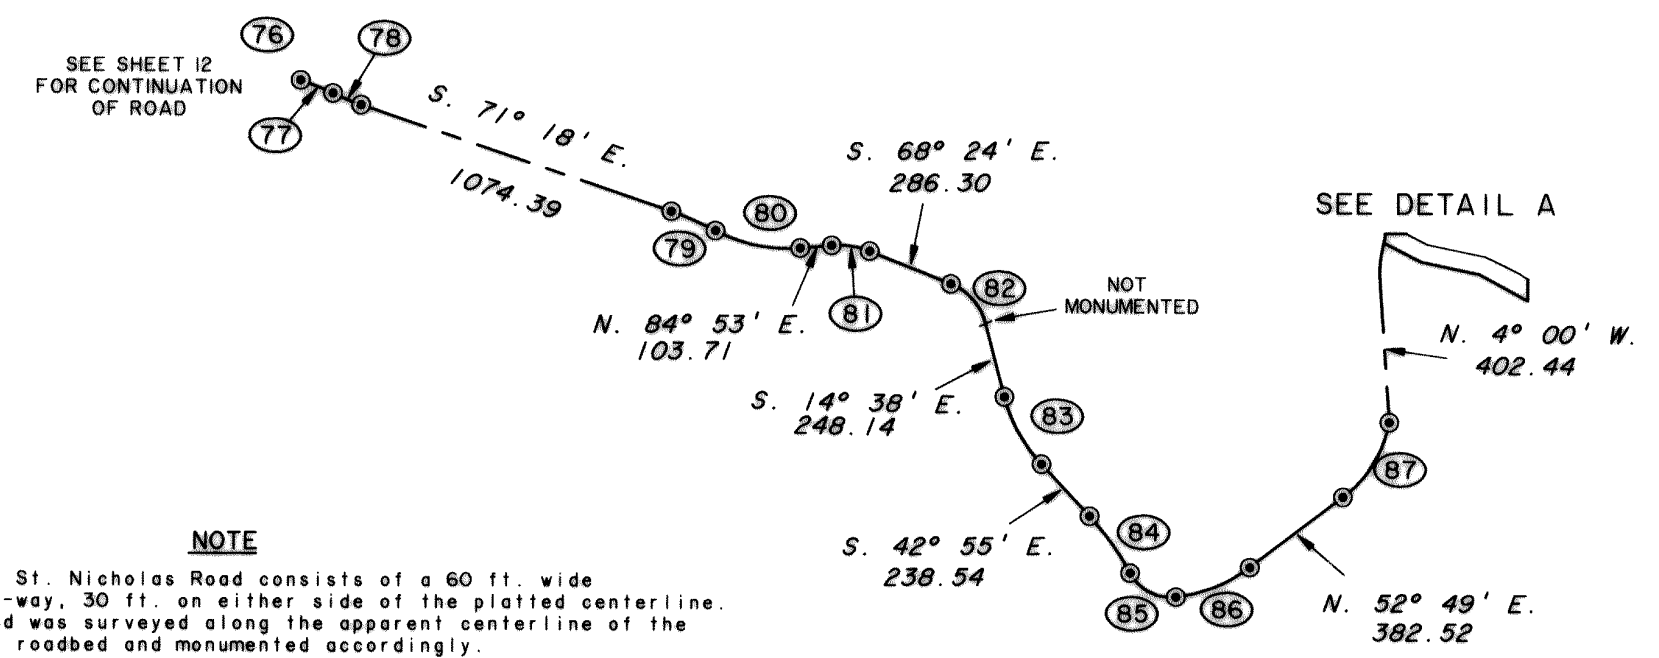 76
78
SEE SHEET 12
FOR CONTINUATION
OF ROAD
77
S. 71° 18' E.
1074.39
S. 68° 24' E.
286.30
80
79
SEE DETAIL A
82
NOT
MONUMENTED
81
N. 84° 53' E.
103.71
N. 4° 00' W.
402.44
S. 14° 38' E.
248.14
83
87
S. 42° 55' E.
238.54
84
85
86
N. 52° 49' E.
382.52
NOTE
St. Nicholas Road consists of a 60 ft. wide
-way, 30 ft. on either side of the platted centerline.
d was surveyed along the apparent centerline of the
roadbed and monumented accordingly.